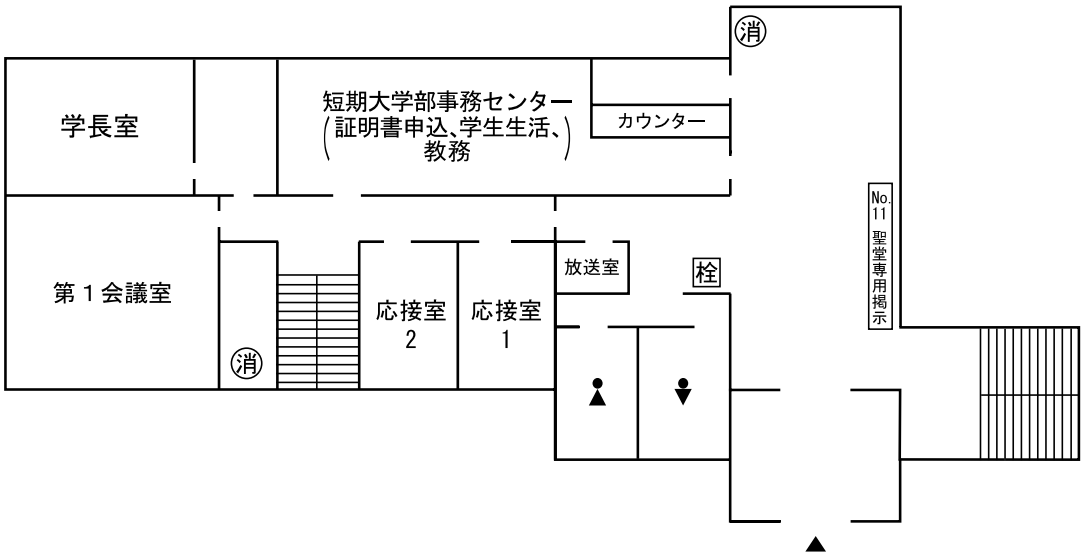 消
学長室
短期大学部事務センター
(証明書申込、学生生活、
教務)
カウンター
No.
11 聖堂専用掲示
第1会議室
応接室
2
応接室
1
放送室
栓
消